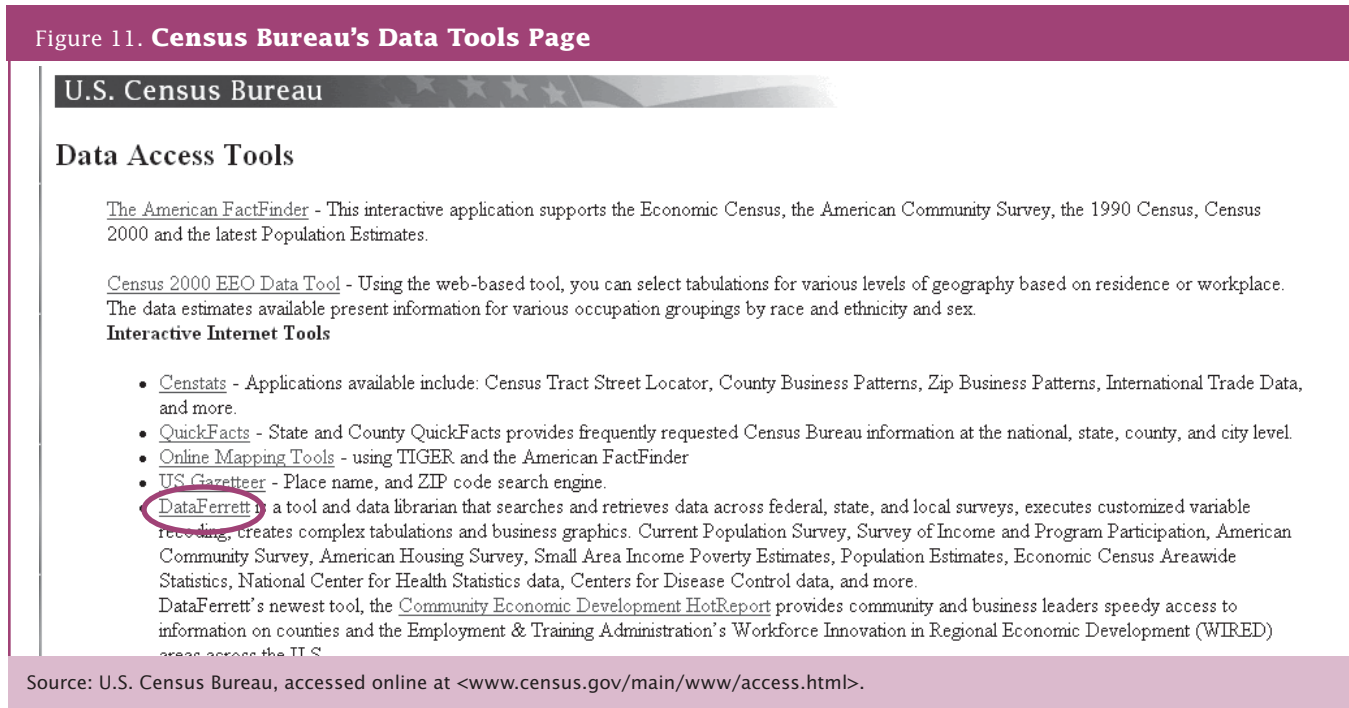 Figure 11. Census Bureau's Data Tools Page
U.S. Census Bureau
Data Access Tools
The American FactFinder - This interactive application supports the Economic Census, the American Community Survey, the 1990 Census, Census
2000 and the latest Population Estimates.
Census 2000 EEO Data Tool - Using the web-based tool, you can select tabulations for various levels of geography based on residence or workplace.
The data estimates available present information for various occupation groupings by race and ethnicity and sex.
Interactive Internet Tools
• Censtats - Applications available include: Census Tract Street Locator, County Business Patterns, Zip Business Patterns, International Trade Data,
and more.
• QuickFacts - State and County QuickFacts provides frequently requested Census Bureau information at the national, state, county, and city level.
• Online Mapping Tools - using TIGER and the American FactFinder
• US Gazetteer - Place name, and ZIP code search engine.
• DataFerrett is a tool and data librarian that searches and retrieves data across federal, state, and local surveys, executes customized variable
recoding, creates complex tabulations and business graphics. Current Population Survey, Survey of Income and Program Participation, American
Community Survey, American Housing Survey, Small Area Income Poverty Estimates, Population Estimates, Economic Census Areawide
Statistics, National Center for Health Statistics data, Centers for Disease Control data, and more.
DataFerrett's newest tool, the Community Economic Development HotReport provides community and business leaders speedy access to
information on counties and the Employment & Training Administration's Workforce Innovation in Regional Economic Development (WIRED)
areas across the U.S.
Source: U.S. Census Bureau, accessed online at <www.census.gov/main/www/access.html>.